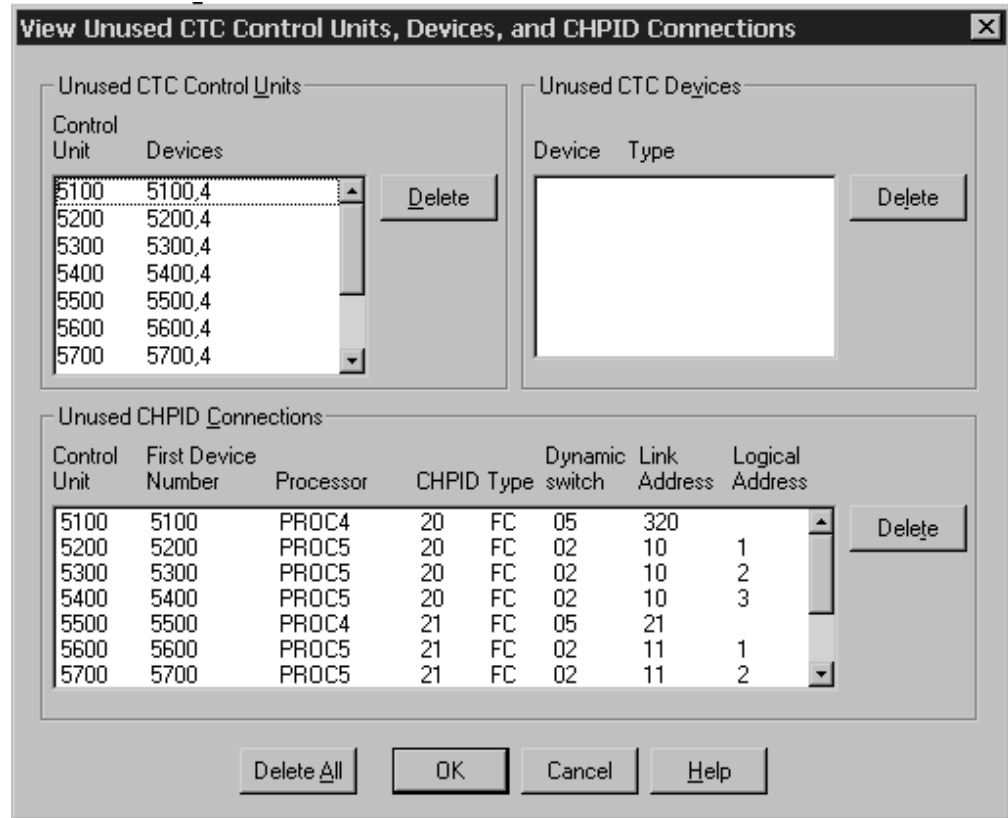 View Unused CTC Control Units, Devices, and CHPID Connections
Unused CTC Control Units
Control
Unit Devices
5100 5100,4
5200 5200,4
5300 5300,4
5400 5400,4
5500 5500,4
5600 5600,4
5700 5700,4
Delete
Unused CTC Devices
Device Type
Delete
Unused CHPID Connections
Control First Device Dynamic Link Logical
Unit Number Processor CHPID Type switch Address Address
5100 5100 PROC4 20 FC 05 320
5200 5200 PROC5 20 FC 02 10 1
5300 5300 PROC5 20 FC 02 10 2
5400 5400 PROC5 20 FC 02 10 3
5500 5500 PROC4 21 FC 05 21
5600 5600 PROC5 21 FC 02 11 1
5700 5700 PROC5 21 FC 02 11 2
Delete
Delete All OK Cancel Help